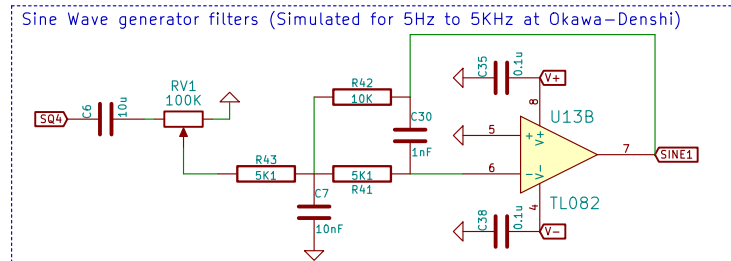 Sine Wave generator filters (Simulated for 5Hz to 5KHz at Okawa-Denshi)
C35
0.1u
V+
R42
10K
RV1
100K
C6
10u
SQ4
C30
1nF
8
U13B
5
+
V+
R43
5K1
5K1
R41
6
−
V−
7
SINE1
C7
10nF
TL082
4
C38
0.1u
V−